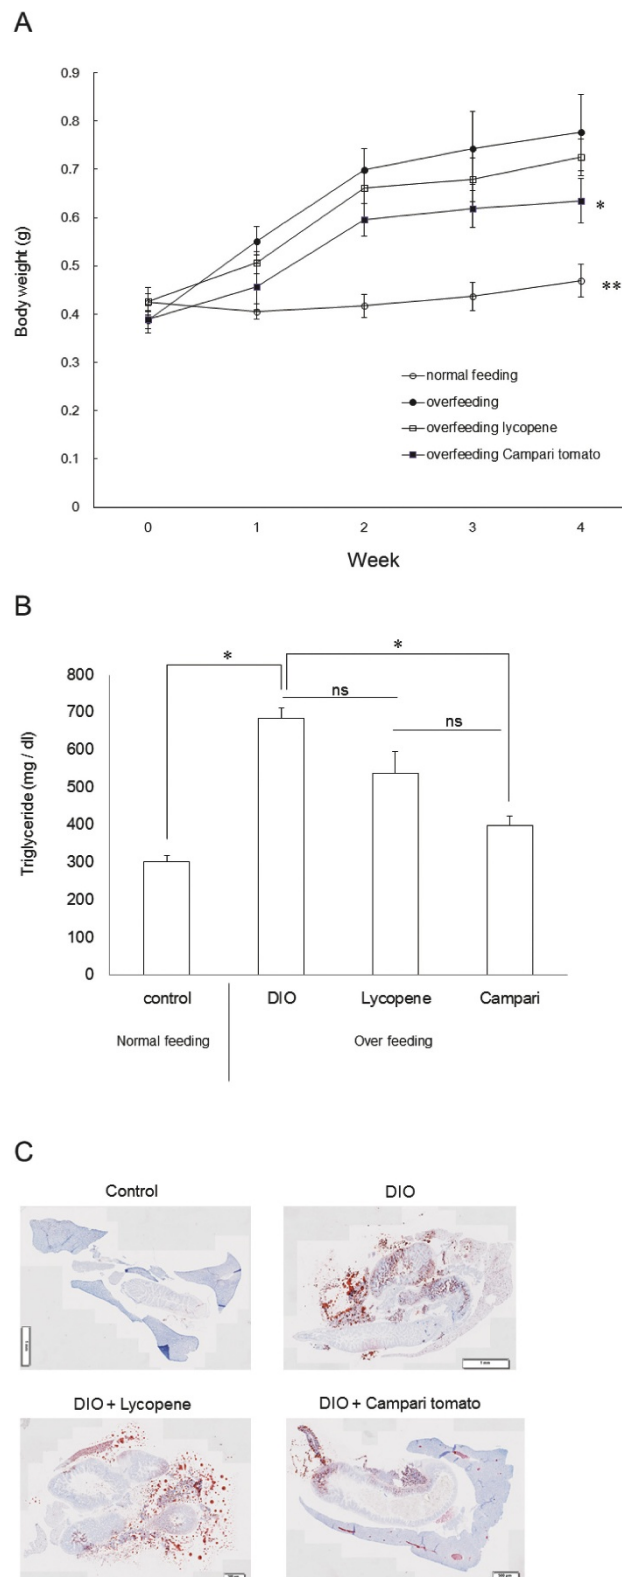 A
0.9
0.8
0.7
0.6
0.5
0.4
0.3
0.2
0.1
0
Body weight (g)
*
**
normal feeding
overfeeding
overfeeding lycopene
overfeeding Campari tomato
0 1 2 3 4
Week
B
800
700
600
500
400
300
200
100
0
Triglyceride (mg / dl)
* *
ns
ns
control DIO Lycopene Campari
Normal feeding Over feeding
C
Control DIO
DIO + Lycopene DIO + Campari tomato